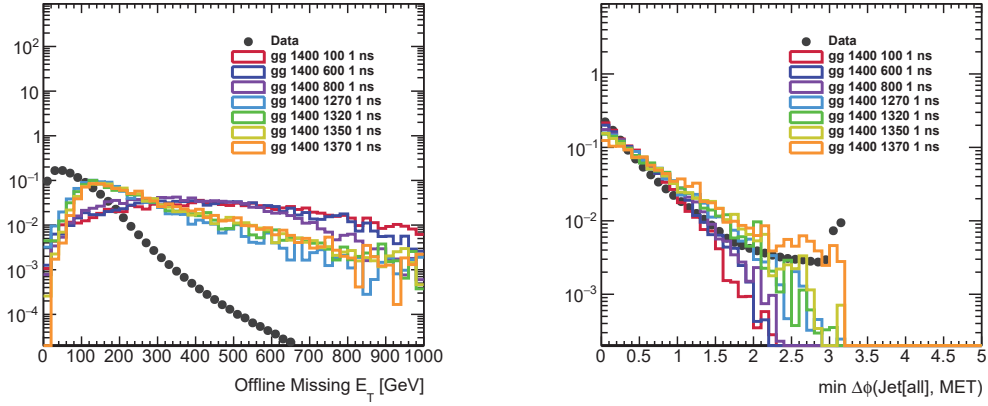 10²
10
1
10⁻¹
10⁻²
10⁻³
10⁻⁴
Data
gg 1400 100 1 ns
gg 1400 600 1 ns
gg 1400 800 1 ns
gg 1400 1270 1 ns
gg 1400 1320 1 ns
gg 1400 1350 1 ns
gg 1400 1370 1 ns
0 100 200 300 400 500 600 700 800 900 1000
Offline Missing E_T [GeV]
1
10⁻¹
10⁻²
10⁻³
Data
gg 1400 100 1 ns
gg 1400 600 1 ns
gg 1400 800 1 ns
gg 1400 1270 1 ns
gg 1400 1320 1 ns
gg 1400 1350 1 ns
gg 1400 1370 1 ns
0 0.5 1 1.5 2 2.5 3 3.5 4 4.5 5
min Δϕ(Jet[all], MET)